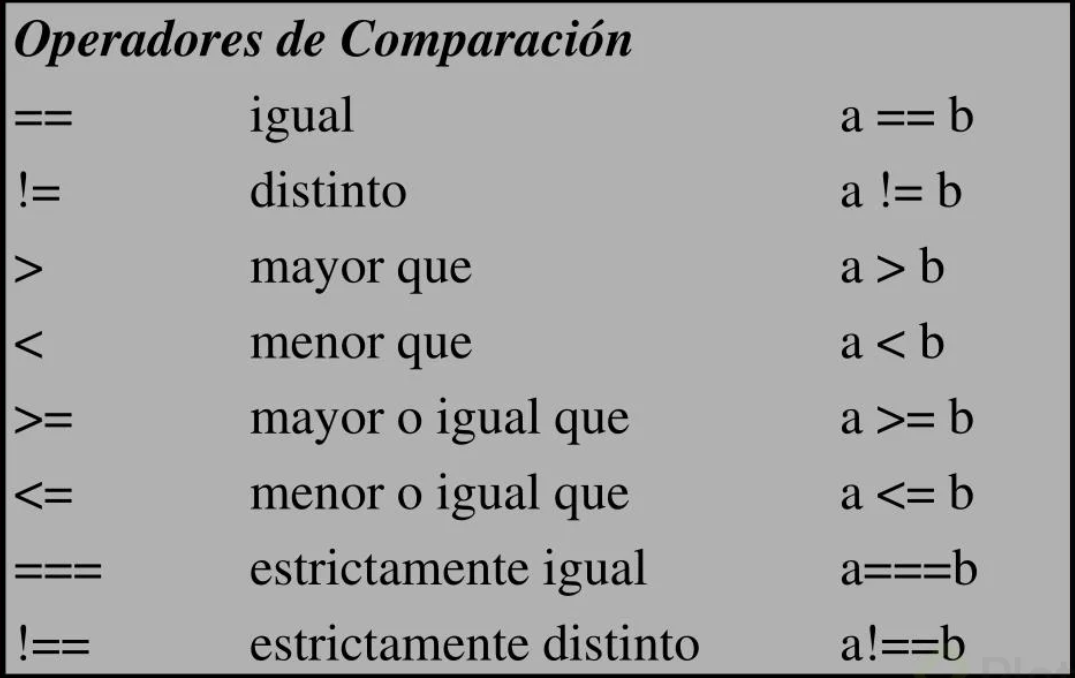 Operadores de Comparación
== igual a == b
!= distinto a != b
> mayor que a > b
< menor que a < b
>= mayor o igual que a >= b
<= menor o igual que a <= b
=== estrictamente igual a===b
!== estrictamente distinto a!==b